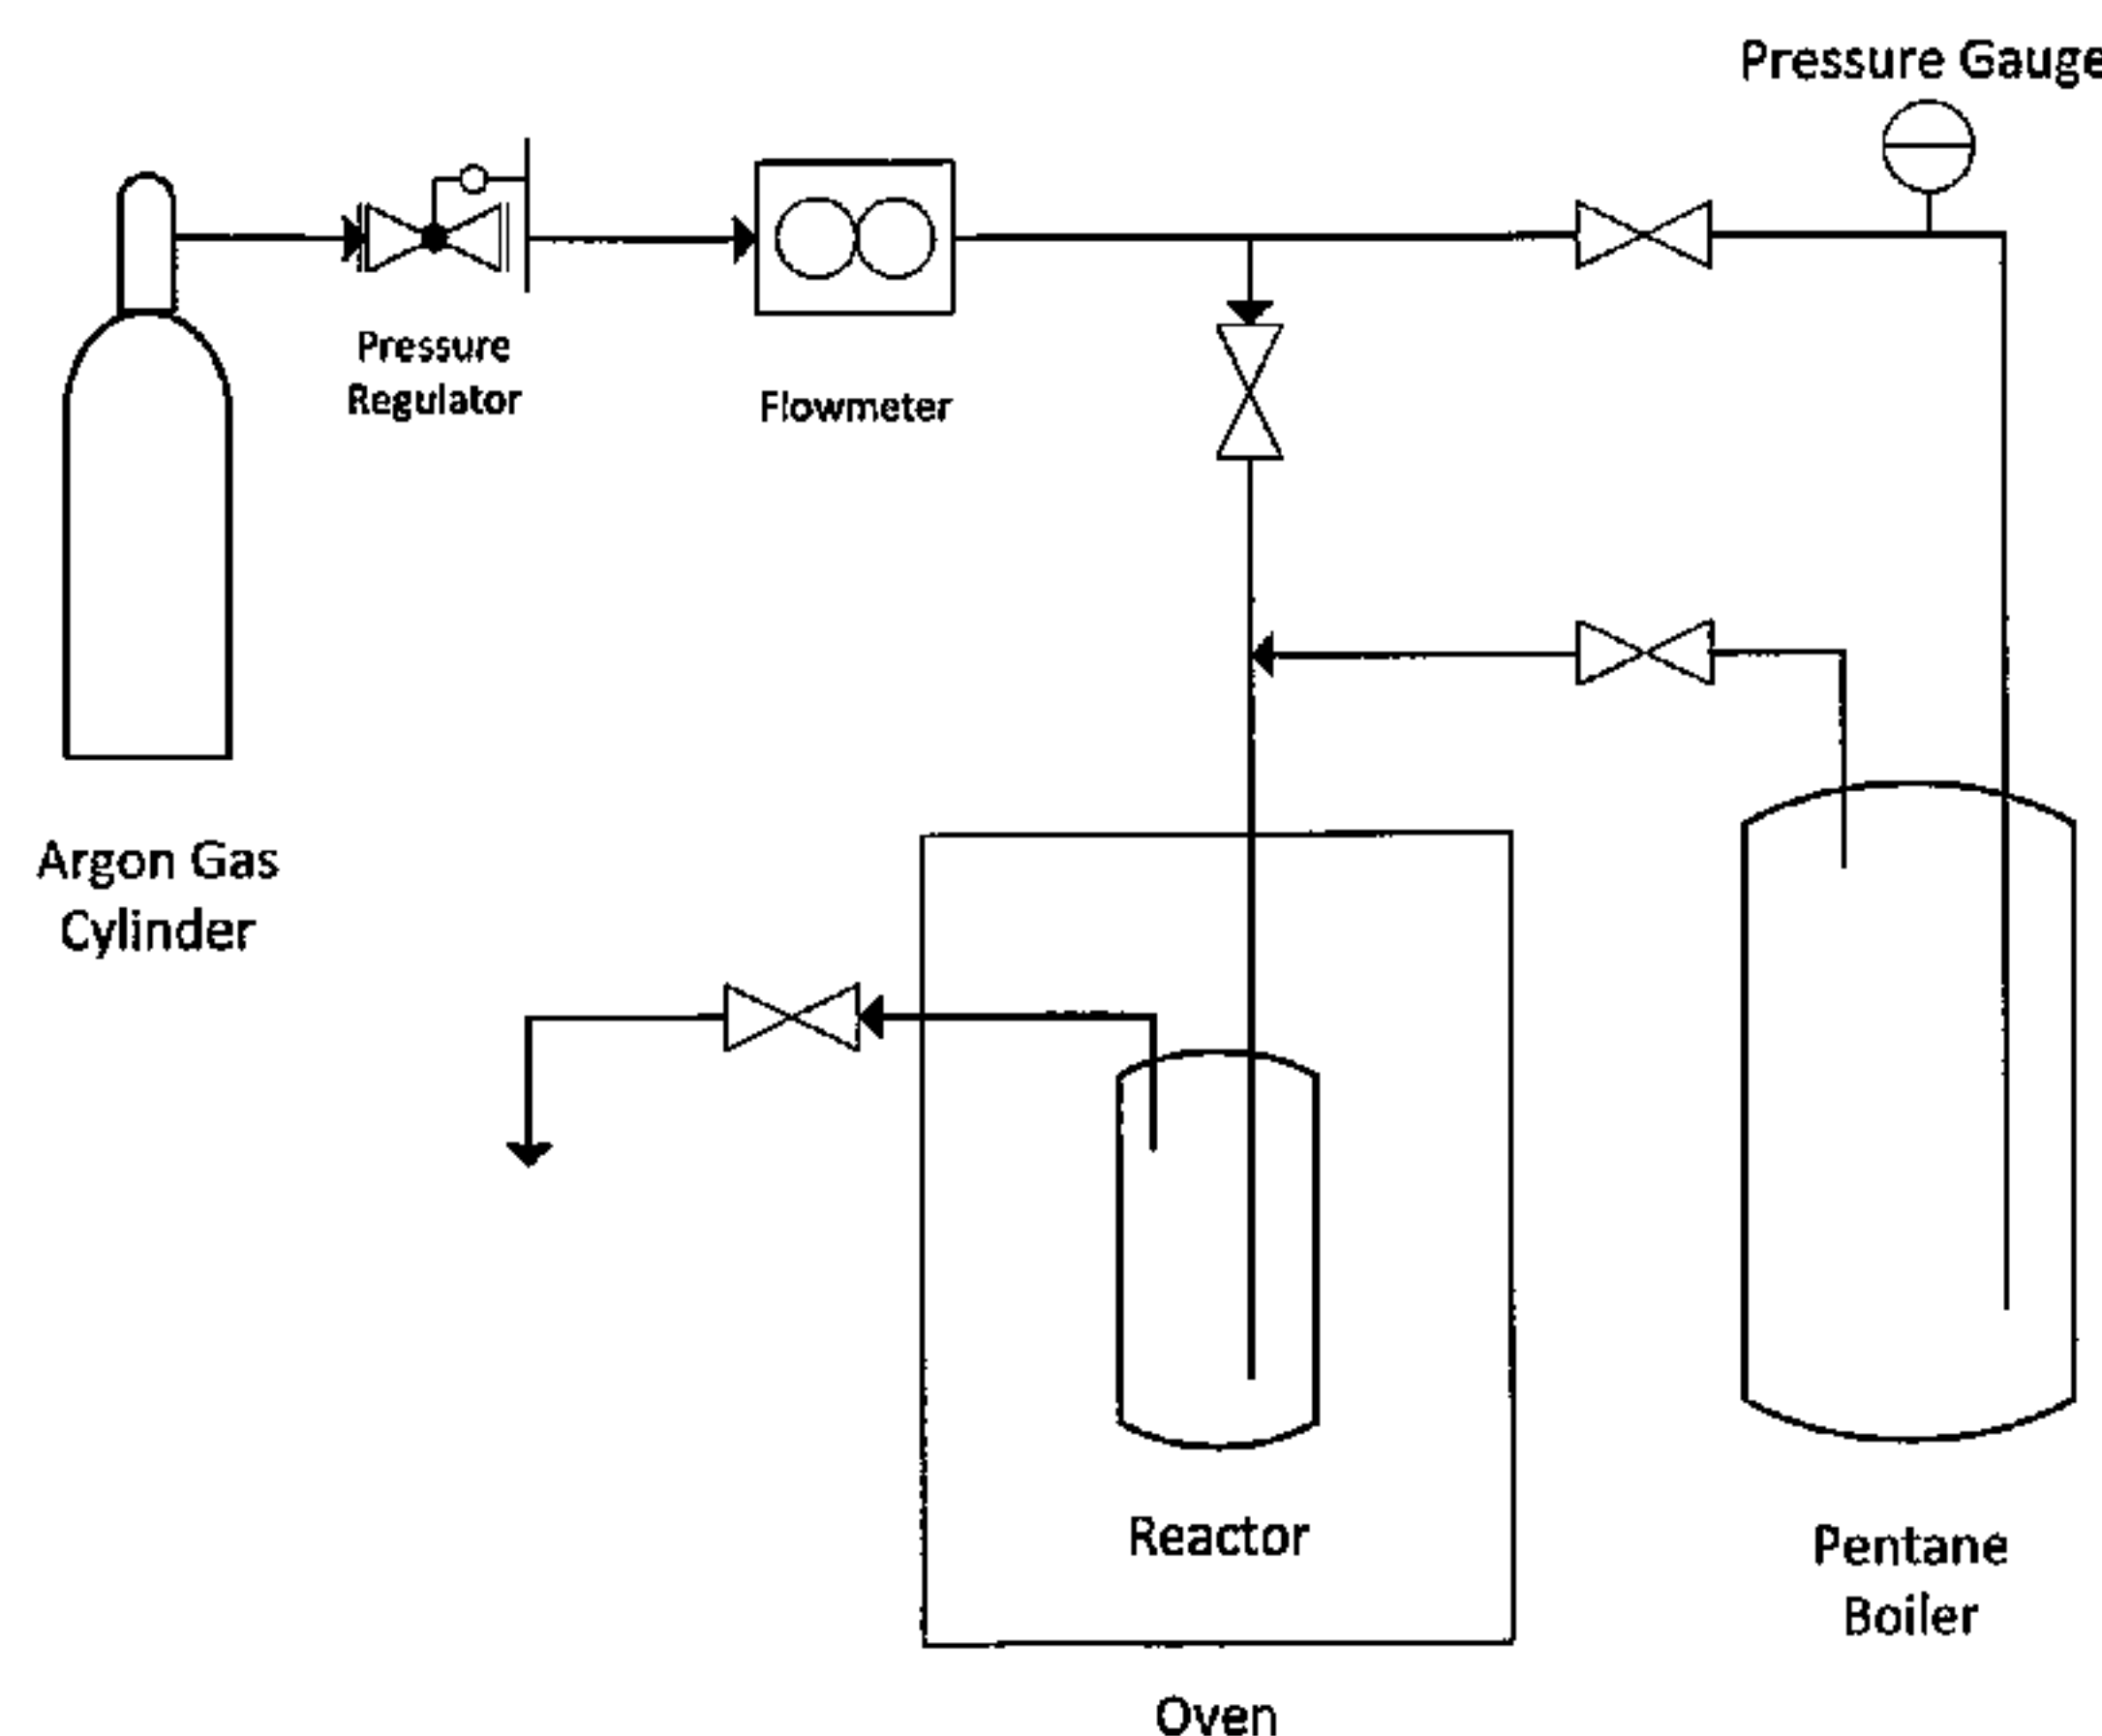 Pressure Gauge
Pressure
Regulator
Flowmeter
Argon Gas
Cylinder
Reactor
Pentane
Boiler
Oven